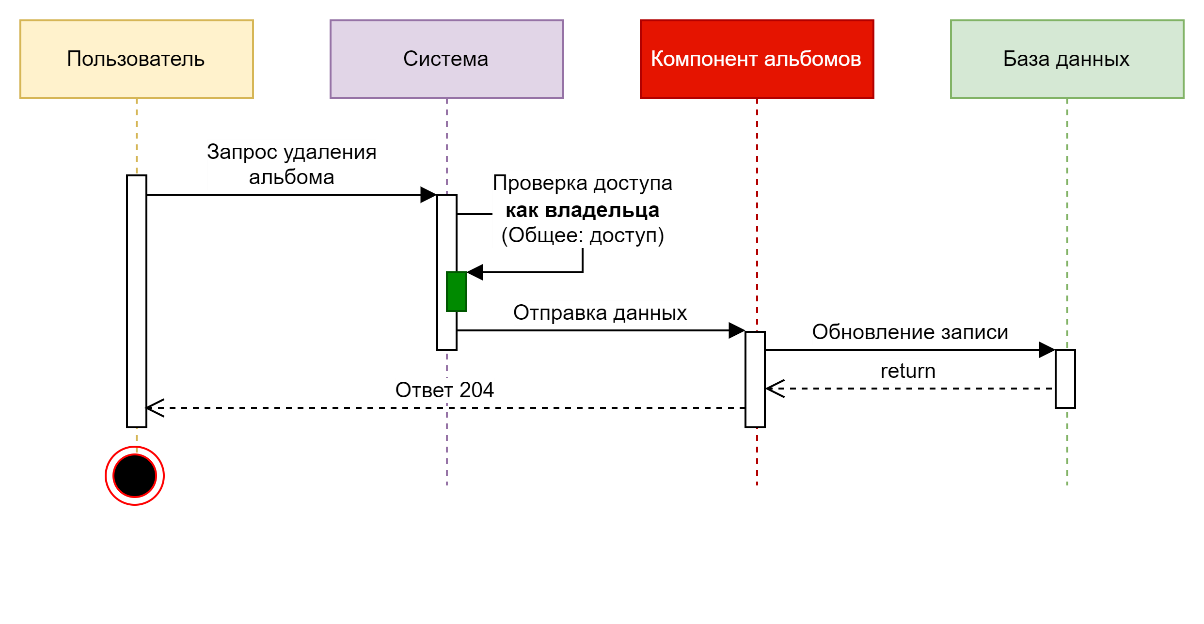 Пользователь
Система
Компонент альбомов
База данных
Запрос удаления
альбома
Проверка доступа
как владельца
(Общее: доступ)
Отправка данных
Обновление записи
return
Ответ 204